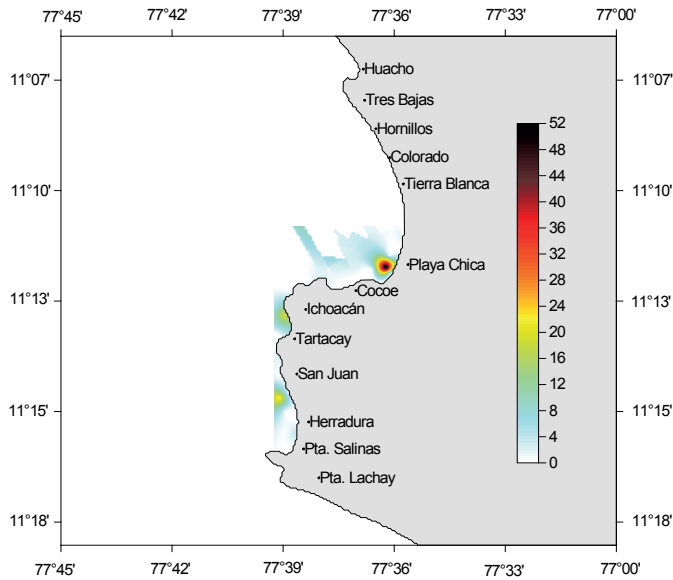 77°45' 77°42' 77°39' 77°36' 77°33' 77°00'
11°07' 11°07'
11°10' 11°10'
11°13' 11°13'
11°15' 11°15'
11°18' 11°18'
Huacho
Tres Bajas
Hornillos
Colorado
Tierra Blanca
Playa Chica
Cocoe
Ichoacán
Tartacay
San Juan
Herradura
Pta. Salinas
Pta. Lachay
52
48
44
40
36
32
28
24
20
16
12
8
4
0
77°45' 77°42' 77°39' 77°36' 77°33' 77°00'